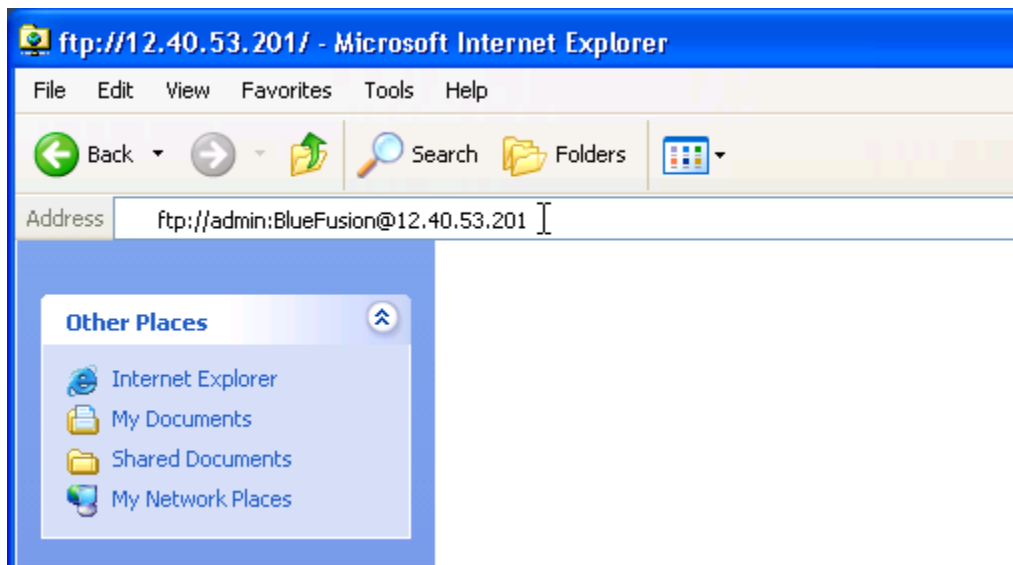 ftp://12.40.53.201/ - Microsoft Internet Explorer
File Edit View Favorites Tools Help
Back Search Folders
Address ftp://admin:BlueFusion@12.40.53.201
Other Places
Internet Explorer
My Documents
Shared Documents
My Network Places